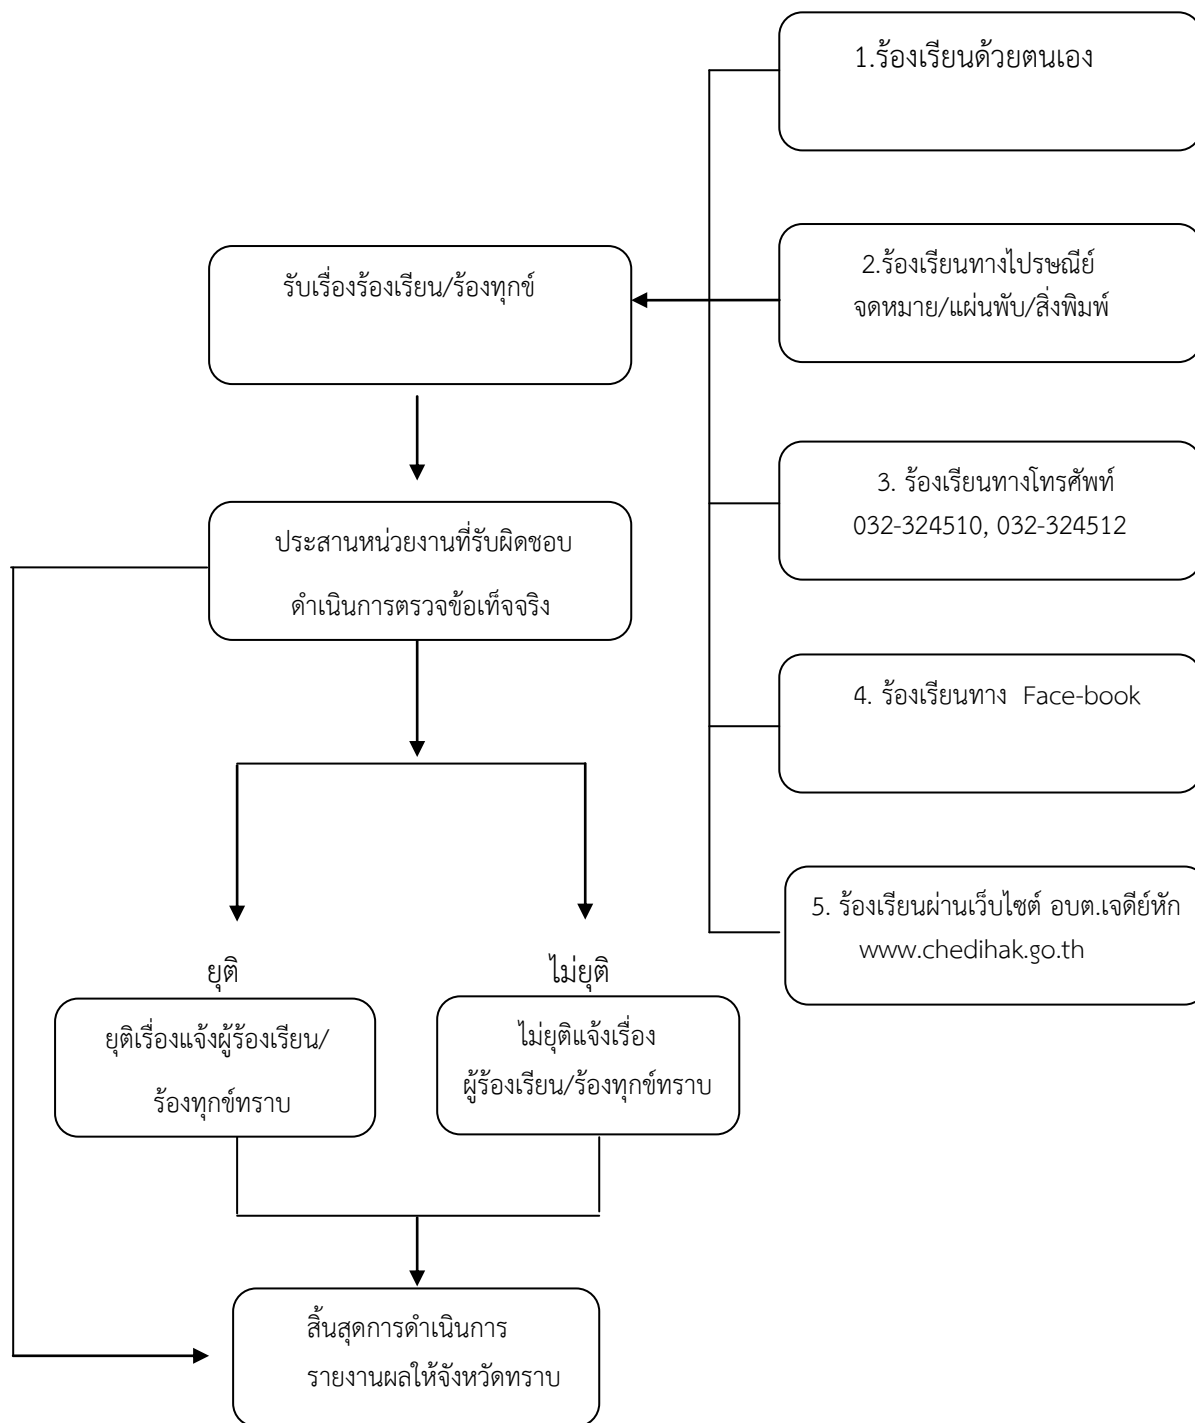 1.ร้องเรียนด้วยตนเอง
รับเรื่องร้องเรียน/ร้องทุกข์
2.ร้องเรียนทางไปรษณีย์
จดหมาย/แผ่นพับ/สิ่งพิมพ์
3. ร้องเรียนทางโทรศัพท์
032-324510, 032-324512
ประสานหน่วยงานที่รับผิดชอบ
ดำเนินการตรวจข้อเท็จจริง
4. ร้องเรียนทาง Face-book
5. ร้องเรียนผ่านเว็บไซต์ อบต.เจดีย์หัก
www.chedihak.go.th
ยุติ
ไม่ยุติ
ยุติเรื่องแจ้งผู้ร้องเรียน/
ร้องทุกข์ทราบ
ไม่ยุติแจ้งเรื่อง
ผู้ร้องเรียน/ร้องทุกข์ทราบ
สิ้นสุดการดำเนินการ
รายงานผลให้จังหวัดทราบ